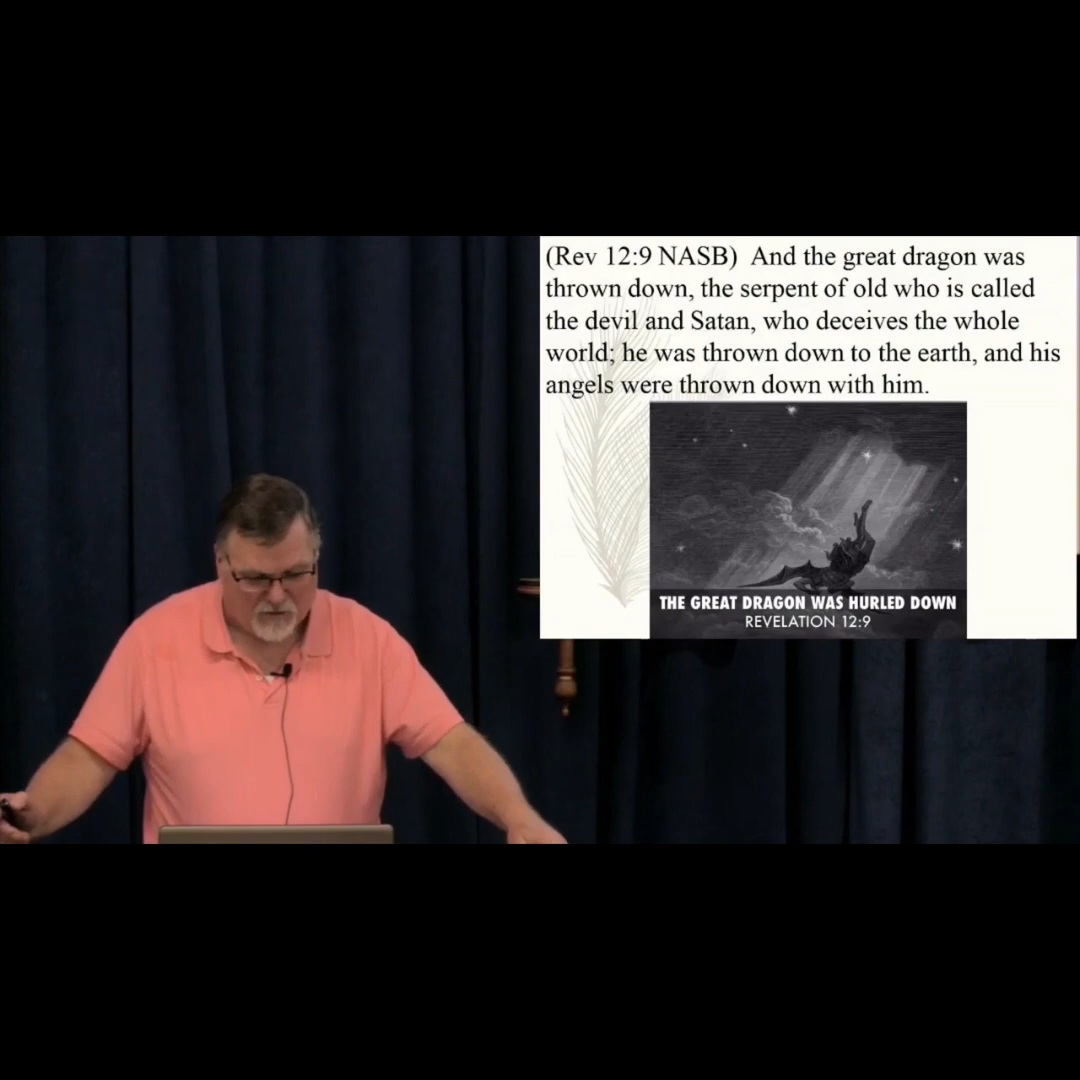 (Rev 12:9 NASB) And the great dragon was
thrown down, the serpent of old who is called
the devil and Satan, who deceives the whole
world; he was thrown down to the earth, and his
angels were thrown down with him.
THE GREAT DRAGON WAS HURLED DOWN
REVELATION 12:9